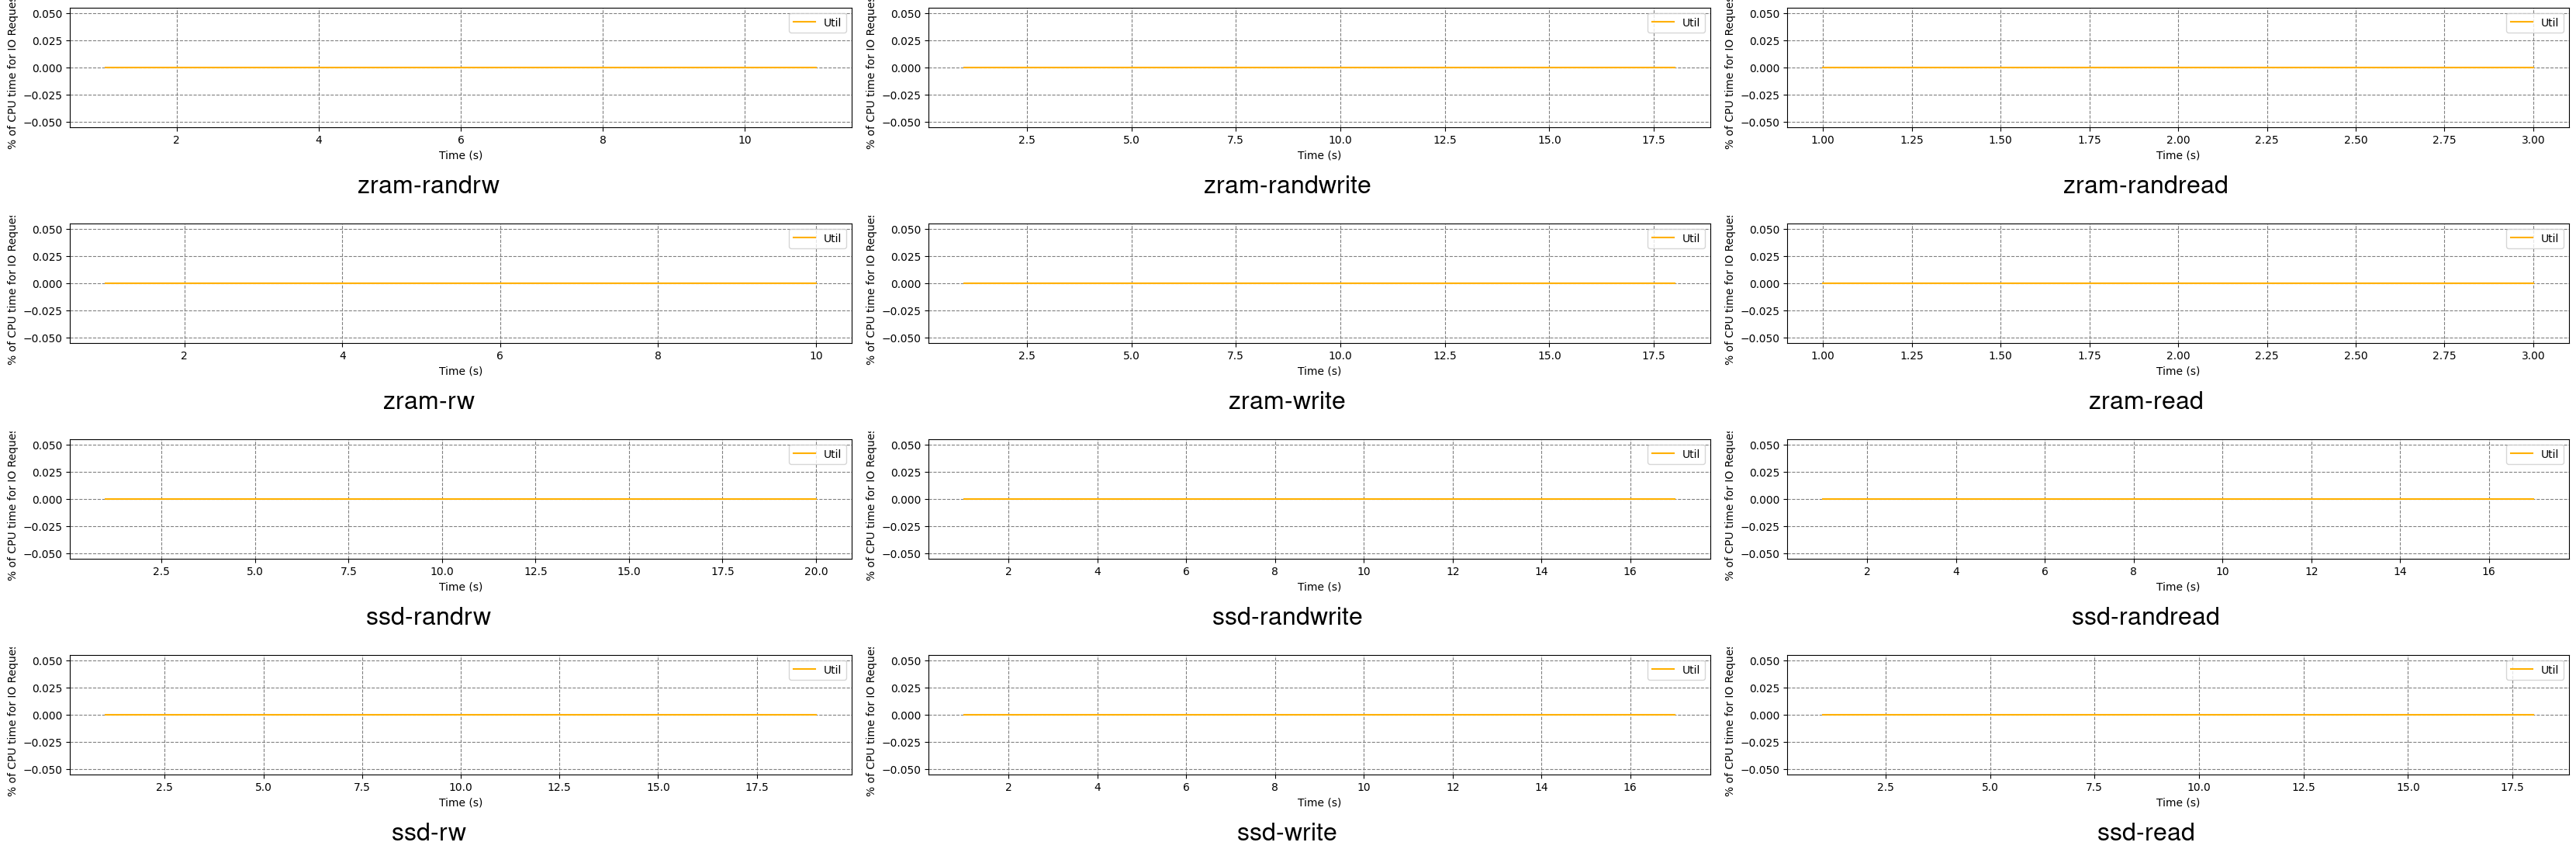 % of CPU time for IO Reques
0.050
0.025
0.000
−0.025
−0.050
Util
2 4 6 8 10
Time (s)
zram-randrw
% of CPU time for IO Reques
0.050
0.025
0.000
−0.025
−0.050
Util
2.5 5.0 7.5 10.0 12.5 15.0 17.5
Time (s)
zram-randwrite
% of CPU time for IO Reques
0.050
0.025
0.000
−0.025
−0.050
Util
1.00 1.25 1.50 1.75 2.00 2.25 2.50 2.75 3.00
Time (s)
zram-randread
% of CPU time for IO Reques
0.050
0.025
0.000
−0.025
−0.050
Util
2 4 6 8 10
Time (s)
zram-rw
% of CPU time for IO Reques
0.050
0.025
0.000
−0.025
−0.050
Util
2.5 5.0 7.5 10.0 12.5 15.0 17.5
Time (s)
zram-write
% of CPU time for IO Reques
0.050
0.025
0.000
−0.025
−0.050
Util
1.00 1.25 1.50 1.75 2.00 2.25 2.50 2.75 3.00
Time (s)
zram-read
% of CPU time for IO Reques
0.050
0.025
0.000
−0.025
−0.050
Util
2.5 5.0 7.5 10.0 12.5 15.0 17.5 20.0
Time (s)
ssd-randrw
% of CPU time for IO Reques
0.050
0.025
0.000
−0.025
−0.050
Util
2 4 6 8 10 12 14 16
Time (s)
ssd-randwrite
% of CPU time for IO Reques
0.050
0.025
0.000
−0.025
−0.050
Util
2 4 6 8 10 12 14 16
Time (s)
ssd-randread
% of CPU time for IO Reques
0.050
0.025
0.000
−0.025
−0.050
Util
2.5 5.0 7.5 10.0 12.5 15.0 17.5
Time (s)
ssd-rw
% of CPU time for IO Reques
0.050
0.025
0.000
−0.025
−0.050
Util
2 4 6 8 10 12 14 16
Time (s)
ssd-write
% of CPU time for IO Reques
0.050
0.025
0.000
−0.025
−0.050
Util
2.5 5.0 7.5 10.0 12.5 15.0 17.5
Time (s)
ssd-read